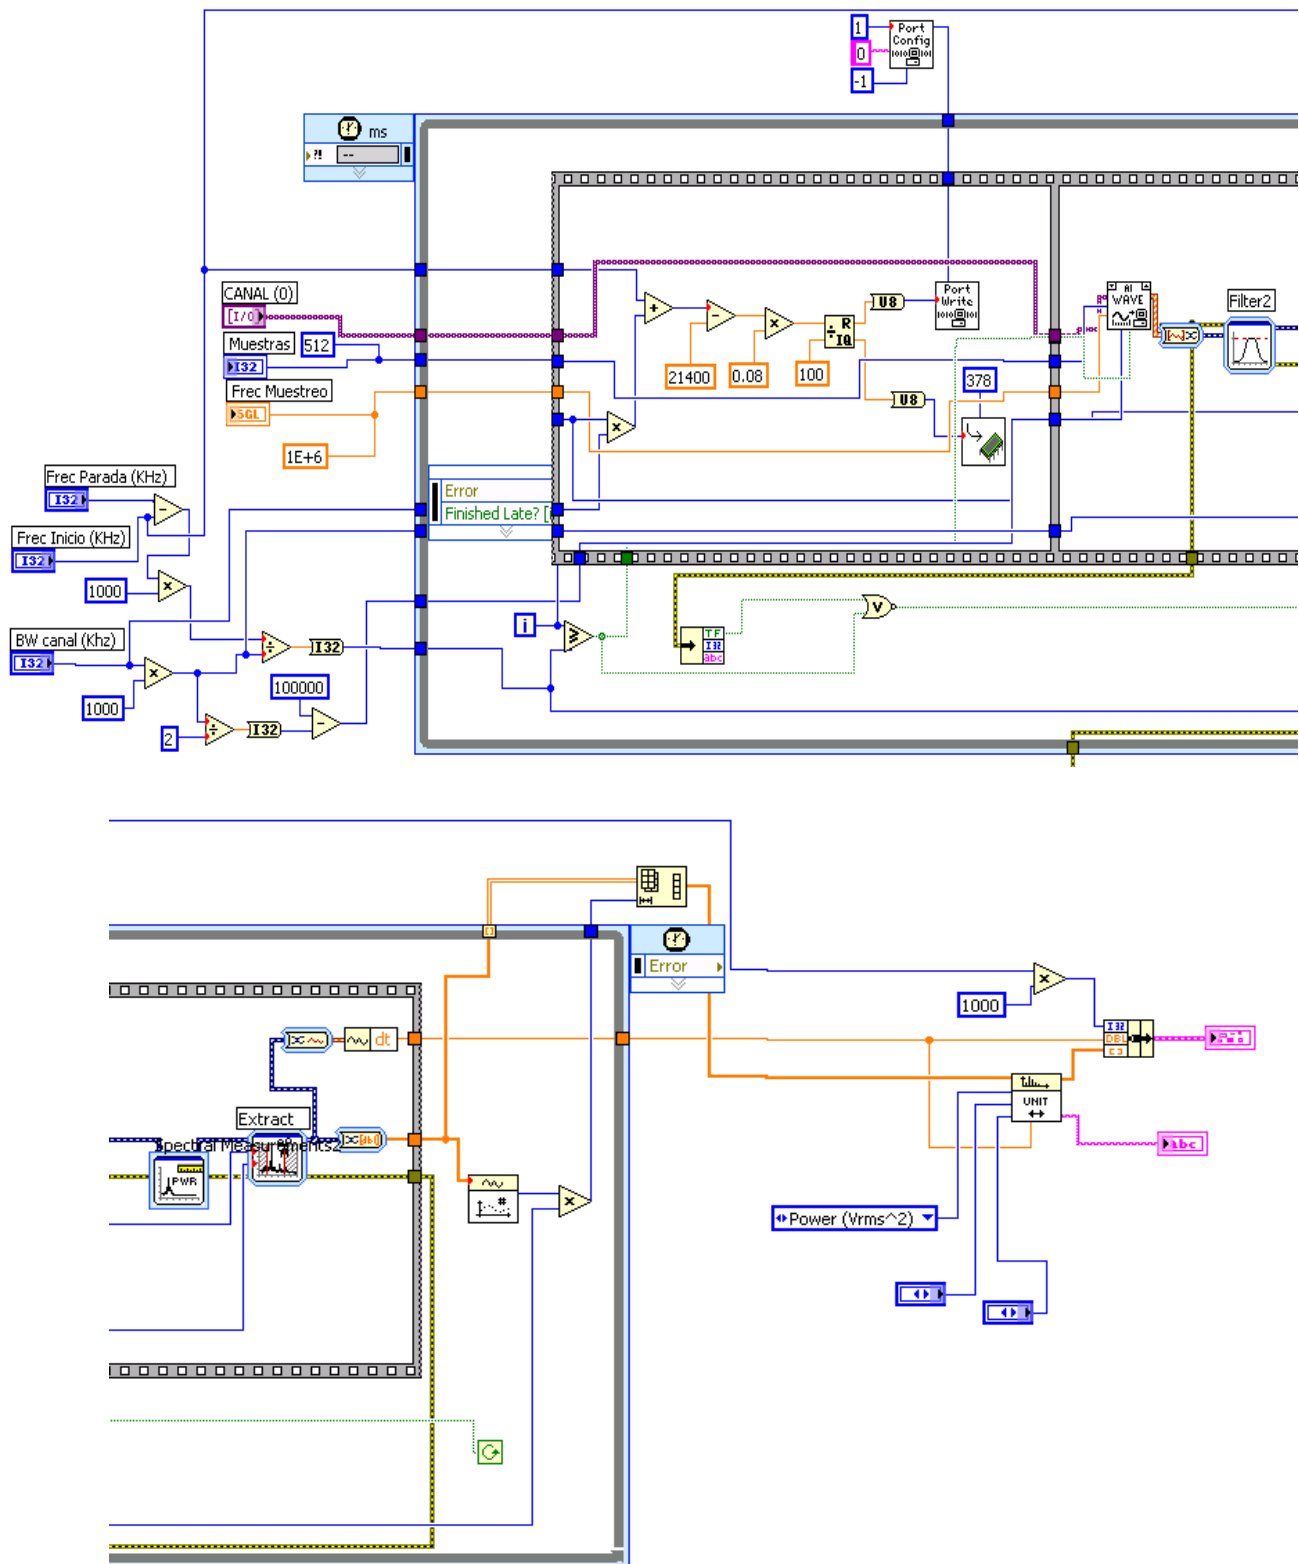 1
Port
Config
0
-1
ms
?!
--
CANAL (0)
I/O
Muestras
512
I32
Frec Muestreo
SGL
1E+6
+
-
×
R
IQ
21400
0.08
100
U8
Port
Write
U8
378
×
AI
WAVE
Filter2
Frec Parada (KHz)
I32
-
Frec Inicio (KHz)
I32
1000
×
Error
Finished Late? [
BW canal (Khz)
I32
×
1000
÷
I32
100000
-
2
÷
I32
i
≥
TF
I32
abc
V
dt
Extract
Spectral Measurements2
PWR
#
×
Error
1000
×
I32
DBL
[ ]
UNIT
abc
Power (Vrms^2)